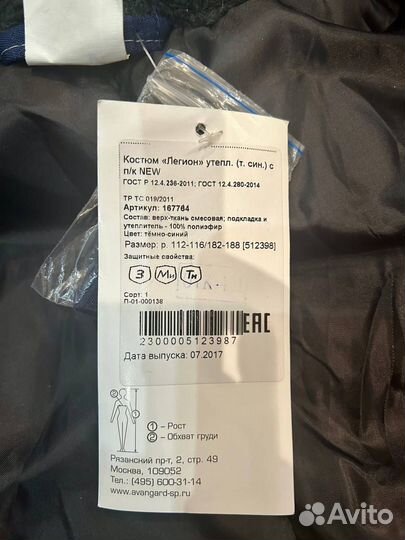 Костюм «Легион» утепл. (т. син.) с
п/к NEW
ГОСТ Р 12.4.236-2011; ГОСТ 12.4.280-2014
ТР ТС 019/2011
Артикул: 167764
Состав: верх-ткань смесовая; подкладка и
утеплитель - 100% полиэфир
Цвет: тёмно-синий
Размер: р. 112-116/182-188 [512398]
Защитные свойства:
З Ми Тн
Сорт: 1
П-01-000138
EAC
2300005123987
Дата выпуска: 07.2017
① – Рост
② – Обхват груди
Рязанский пр-т, 2, стр. 49
Москва, 109052
Тел.: (495) 600-31-14
www.avangard-sp.ru
Avito